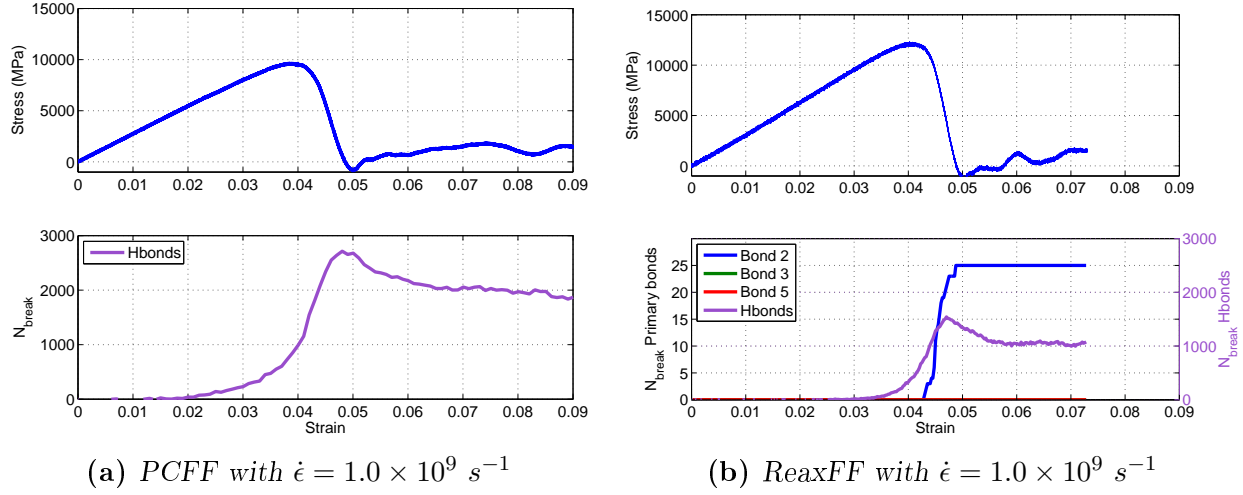 15000
10000
5000
0
Stress (MPa)
0 0.01 0.02 0.03 0.04 0.05 0.06 0.07 0.08 0.09
3000
2000
1000
0
N_break
Hbonds
0 0.01 0.02 0.03 0.04 0.05 0.06 0.07 0.08 0.09
Strain
(a) PCFF with ε̇ = 1.0 × 10⁹ s⁻¹
15000
10000
5000
0
Stress (MPa)
0 0.01 0.02 0.03 0.04 0.05 0.06 0.07 0.08 0.09
25
20
15
10
5
0
N_break Primary bonds
Bond 2
Bond 3
Bond 5
Hbonds
3000
2500
2000
1500
1000
500
0
N_break Hbonds
0 0.01 0.02 0.03 0.04 0.05 0.06 0.07 0.08 0.09
Strain
(b) ReaxFF with ε̇ = 1.0 × 10⁹ s⁻¹